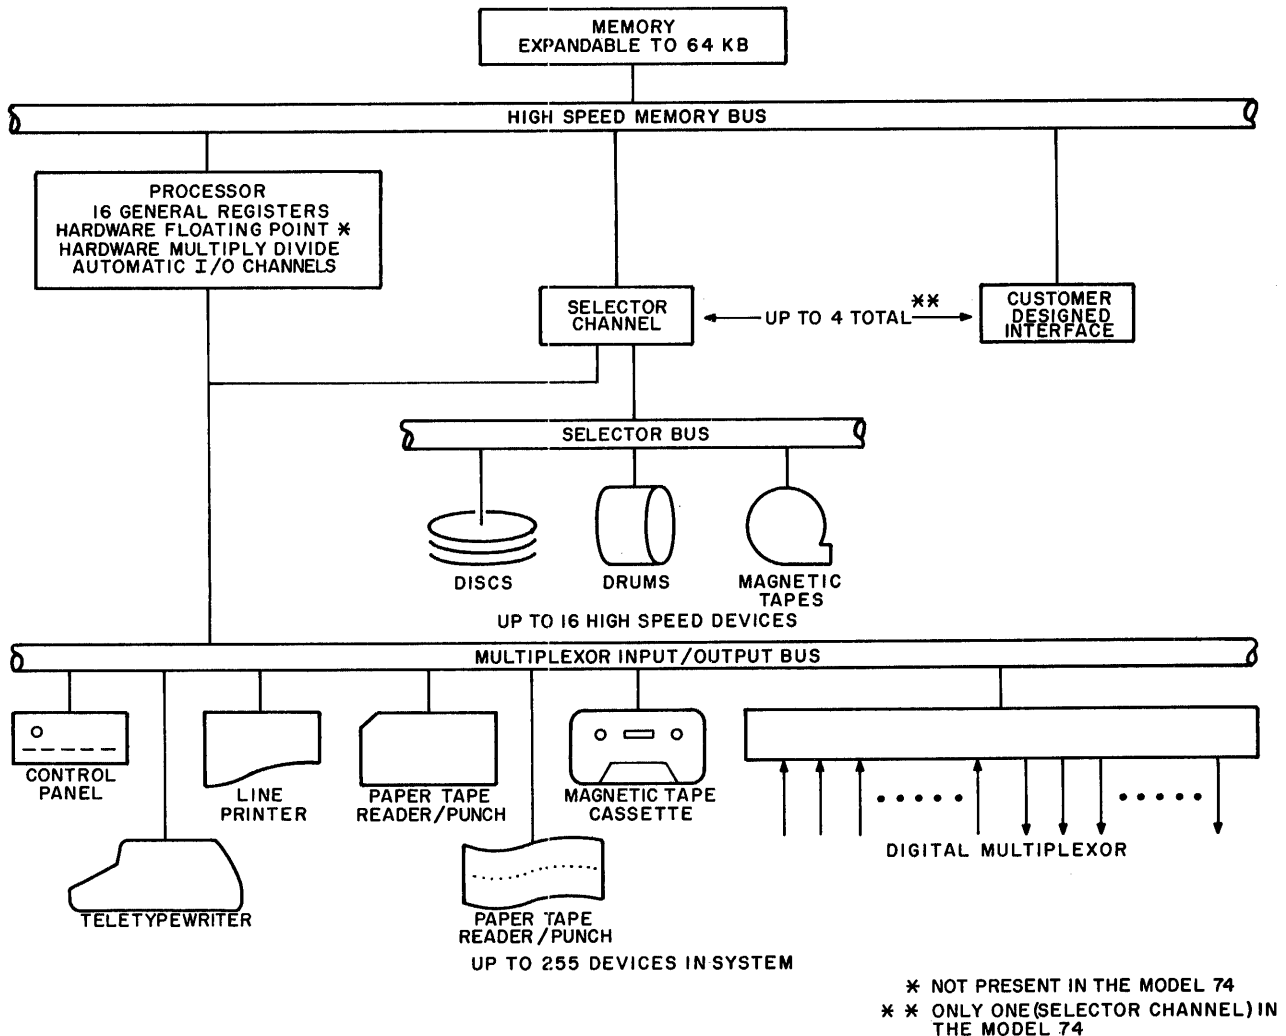 MEMORY
EXPANDABLE TO 64 KB
HIGH SPEED MEMORY BUS
PROCESSOR
16 GENERAL REGISTERS
HARDWARE FLOATING POINT *
HARDWARE MULTIPLY DIVIDE
AUTOMATIC I/O CHANNELS
SELECTOR
CHANNEL
UP TO 4 TOTAL **
CUSTOMER
DESIGNED
INTERFACE
SELECTOR BUS
DISCS
DRUMS
MAGNETIC
TAPES
UP TO 16 HIGH SPEED DEVICES
MULTIPLEXOR INPUT/OUTPUT BUS
CONTROL
PANEL
LINE
PRINTER
PAPER TAPE
READER/PUNCH
MAGNETIC TAPE
CASSETTE
DIGITAL MULTIPLEXOR
TELETYPEWRITER
PAPER TAPE
READER/PUNCH
UP TO 255 DEVICES IN SYSTEM
* NOT PRESENT IN THE MODEL 74
* * ONLY ONE (SELECTOR CHANNEL) IN
THE MODEL 74